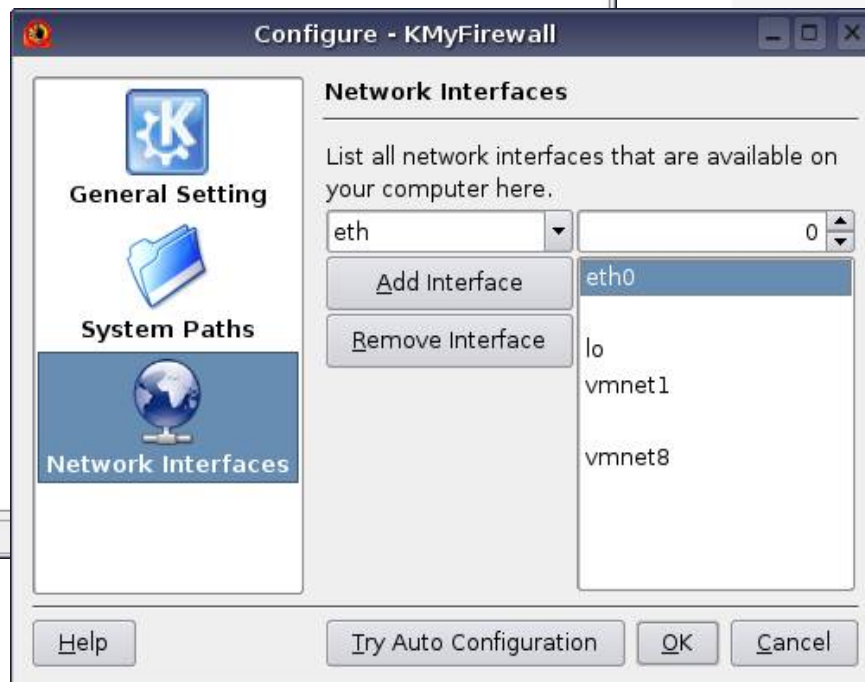 Configure - KMyFirewall
General Setting
System Paths
Network Interfaces
Network Interfaces
List all network interfaces that are available on
your computer here.
eth
0
Add Interface
Remove Interface
eth0
lo
vmnet1
vmnet8
Help
Try Auto Configuration
OK
Cancel